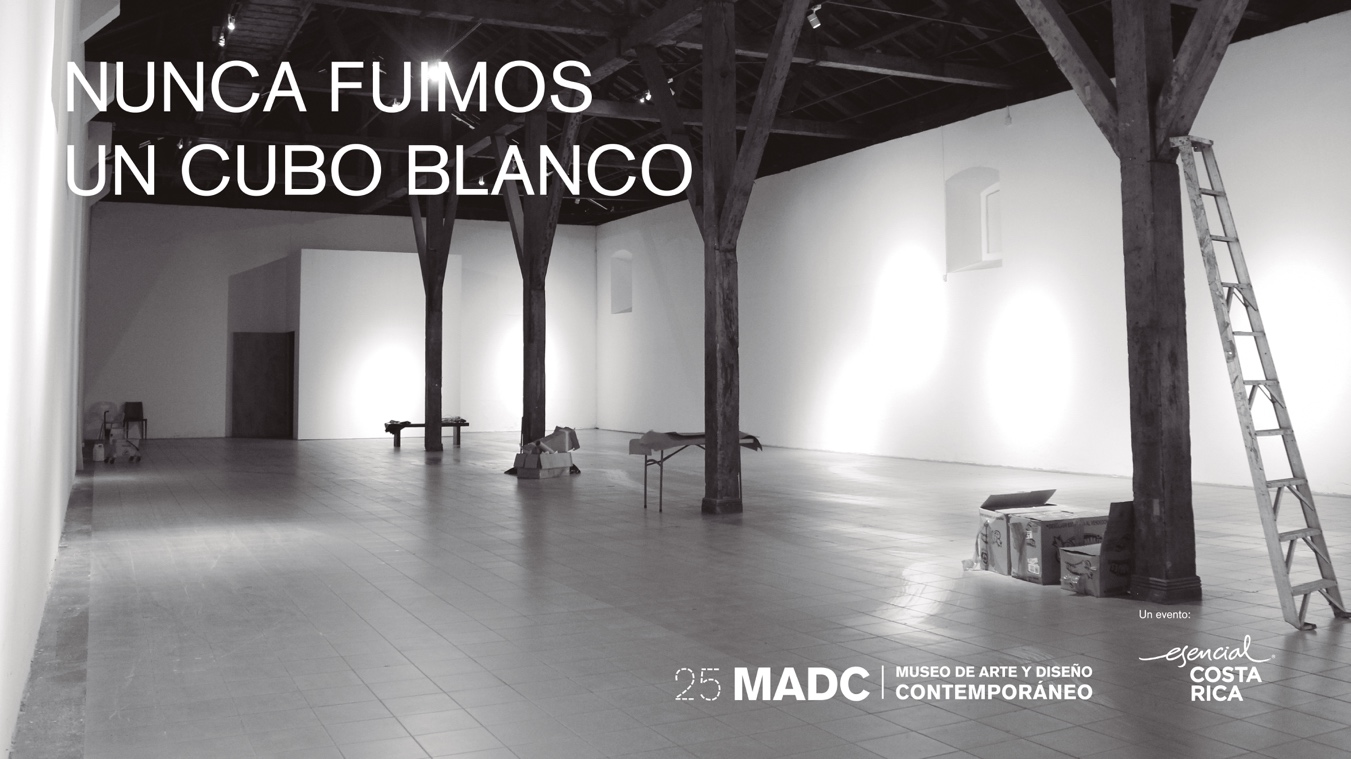 NUNCA FUIMOS
UN CUBO BLANCO
Un evento:
25 MADC
MUSEO DE ARTE Y DISEÑO
CONTEMPORÁNEO
esencial
COSTA
RICA